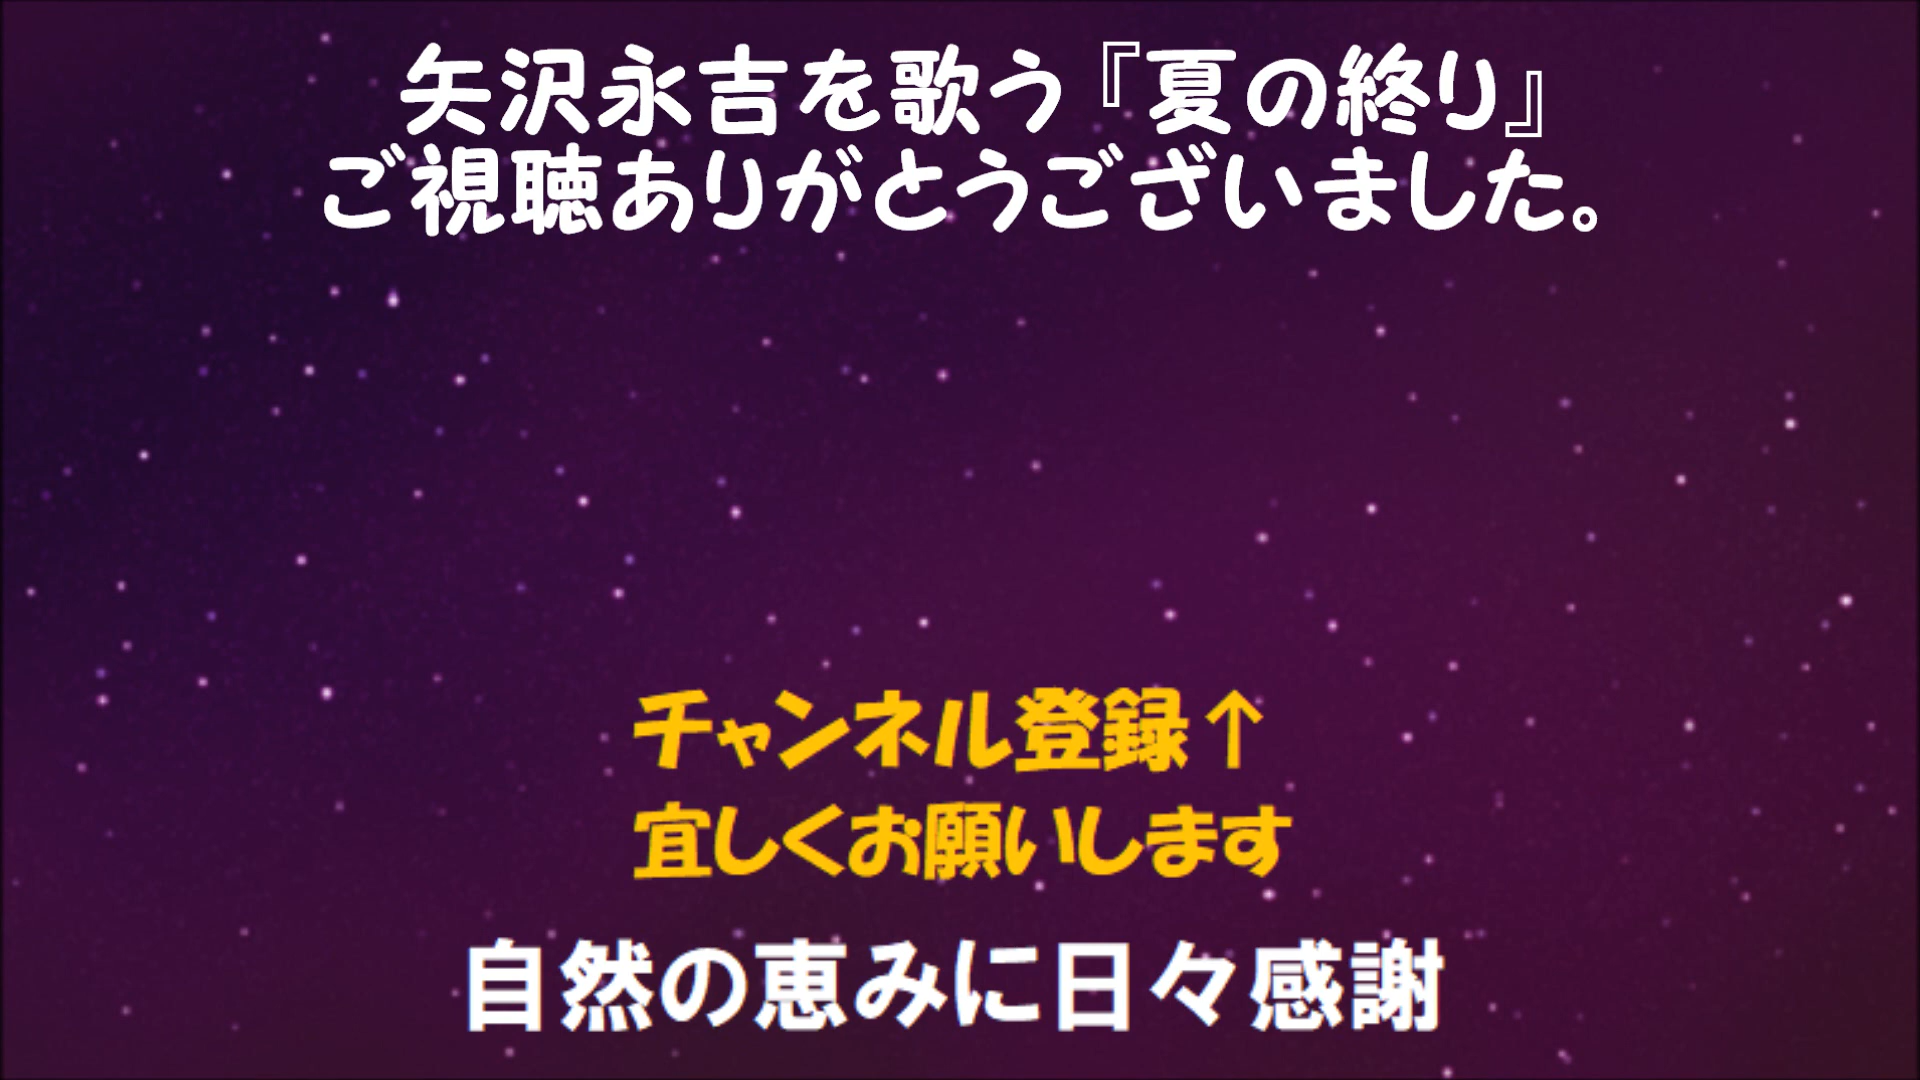 矢沢永吉を歌う『夏の終り』
ご視聴ありがとうございました。
チャンネル登録↑
宜しくお願いします
自然の恵みに日々感謝